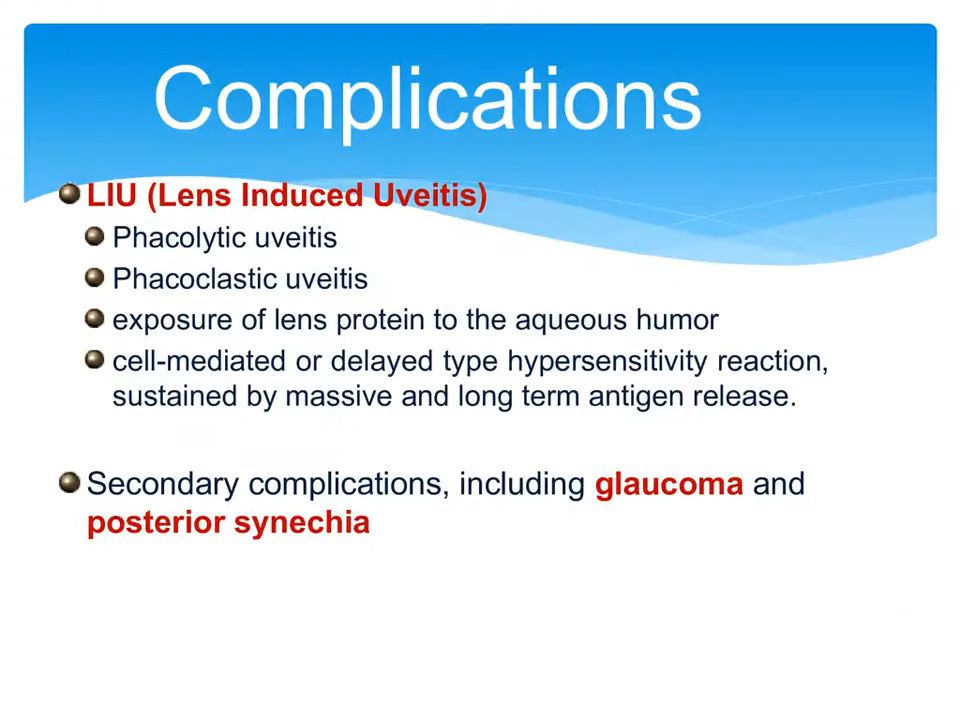 Complications
LIU (Lens Induced Uveitis)
Phacolytic uveitis
Phacoclastic uveitis
exposure of lens protein to the aqueous humor
cell-mediated or delayed type hypersensitivity reaction,
sustained by massive and long term antigen release.
Secondary complications, including glaucoma and
posterior synechia